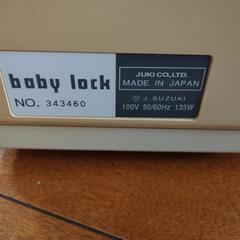 baby lock
NO. 343460
JUKI CO., LTD.
MADE IN JAPAN
J. SUZUKI
100V 50/60Hz 135W